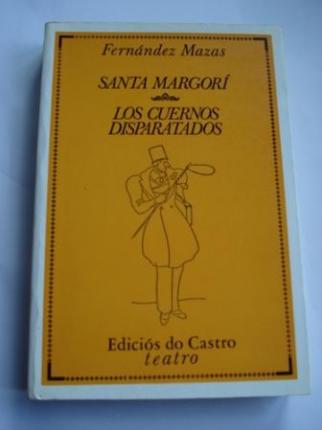 Fernández Mazas
SANTA MARGORÍ
LOS CUERNOS
DISPARATADOS
Ediciós do Castro
teatro